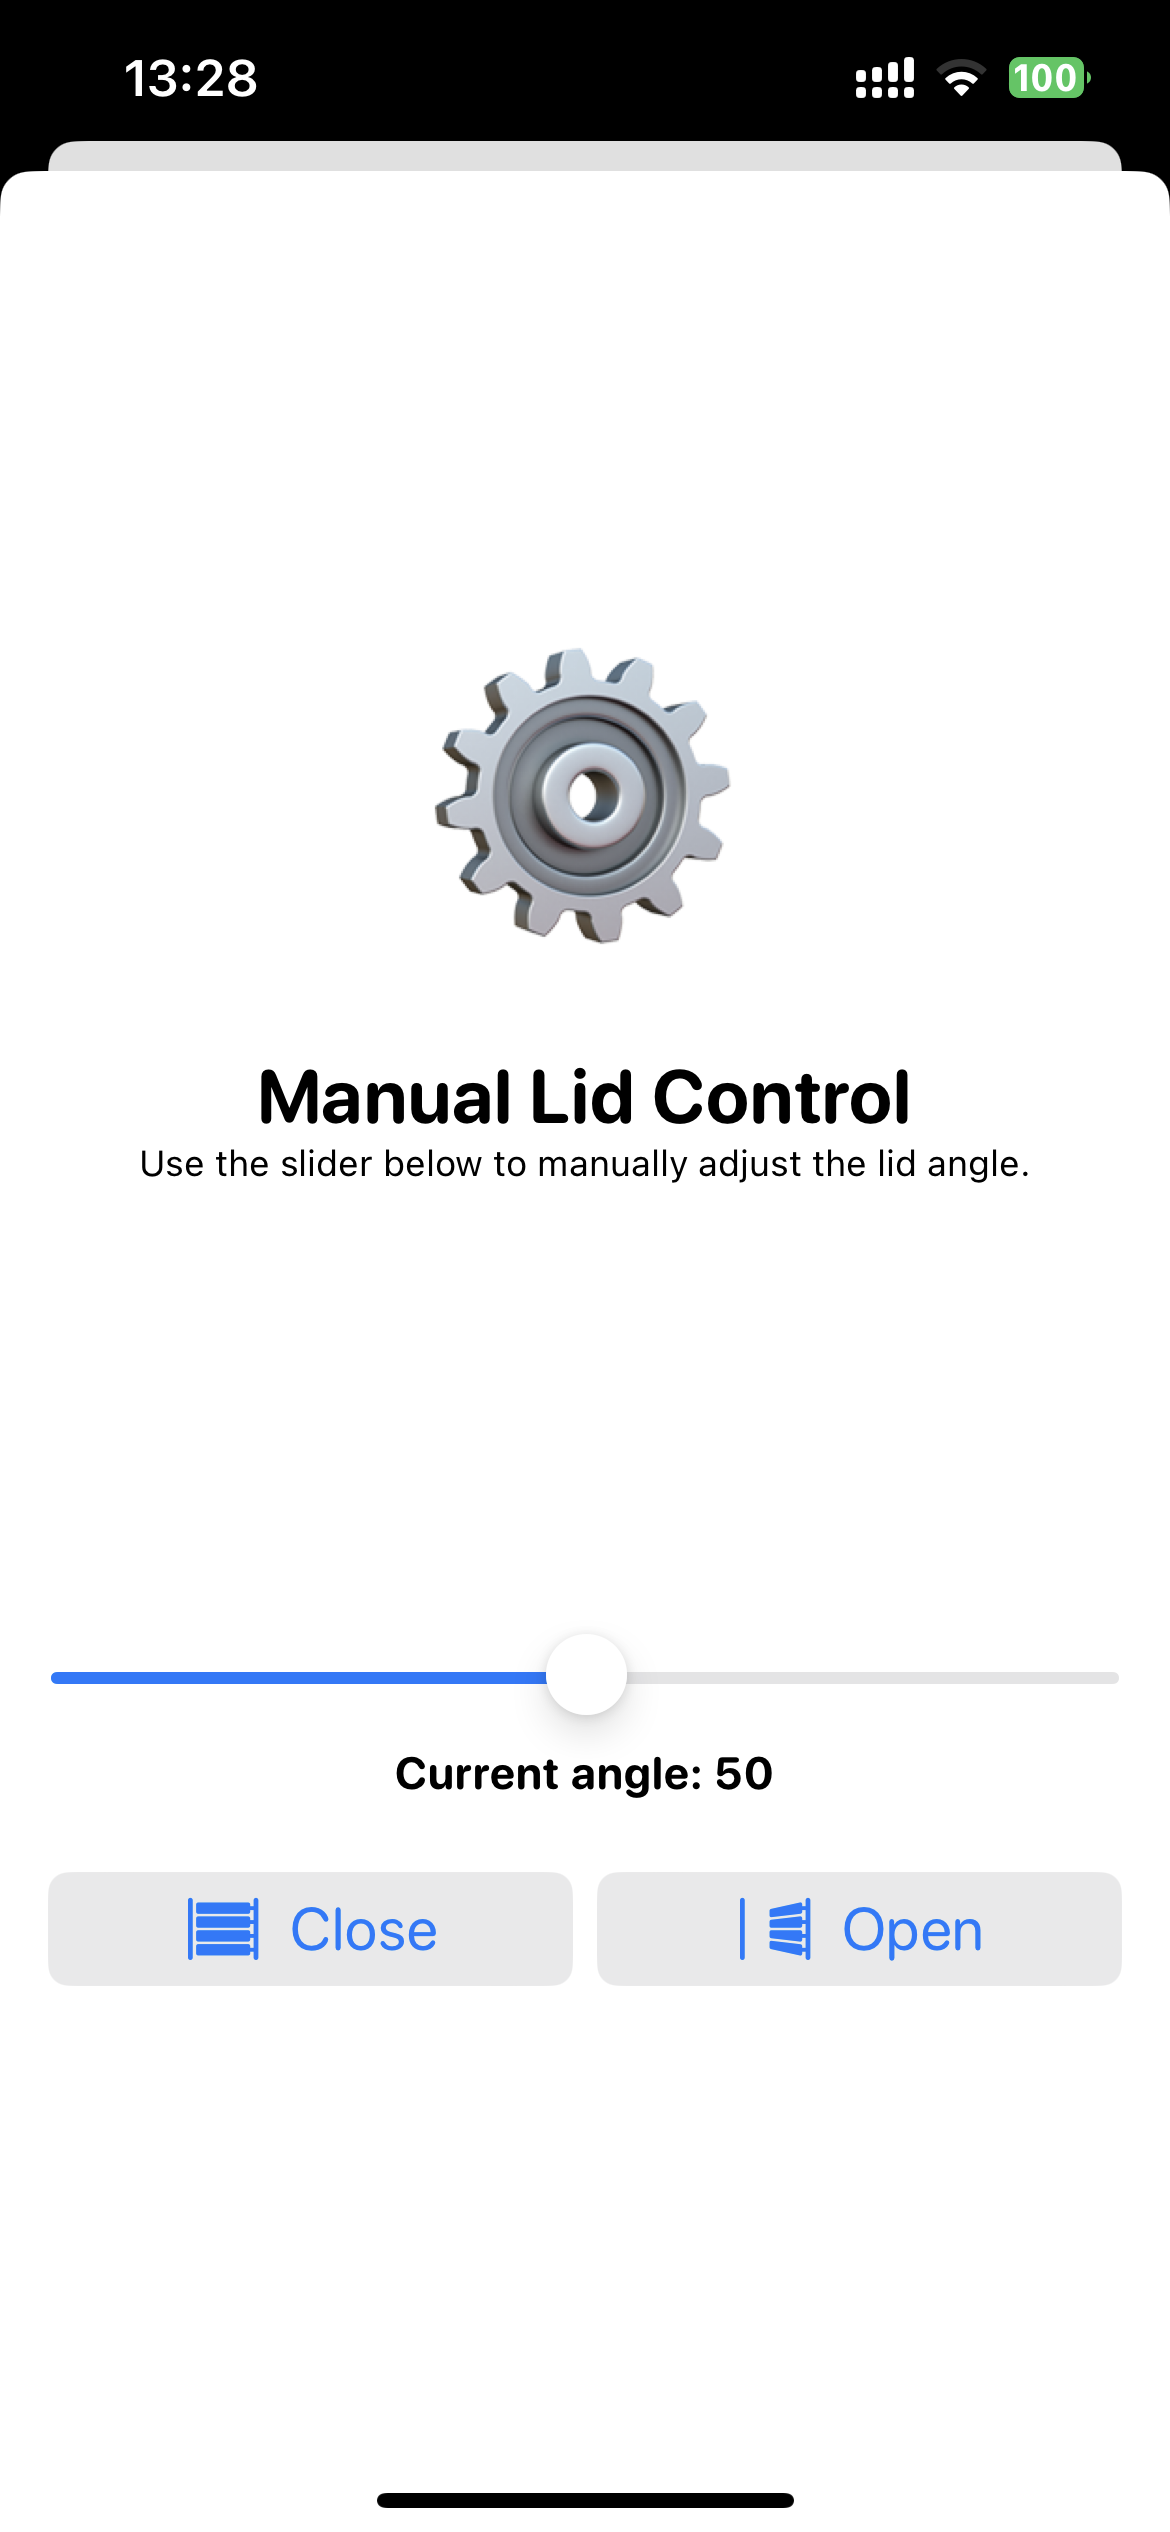 13:28
100
Manual Lid Control
Use the slider below to manually adjust the lid angle.
Current angle: 50
Close
Open